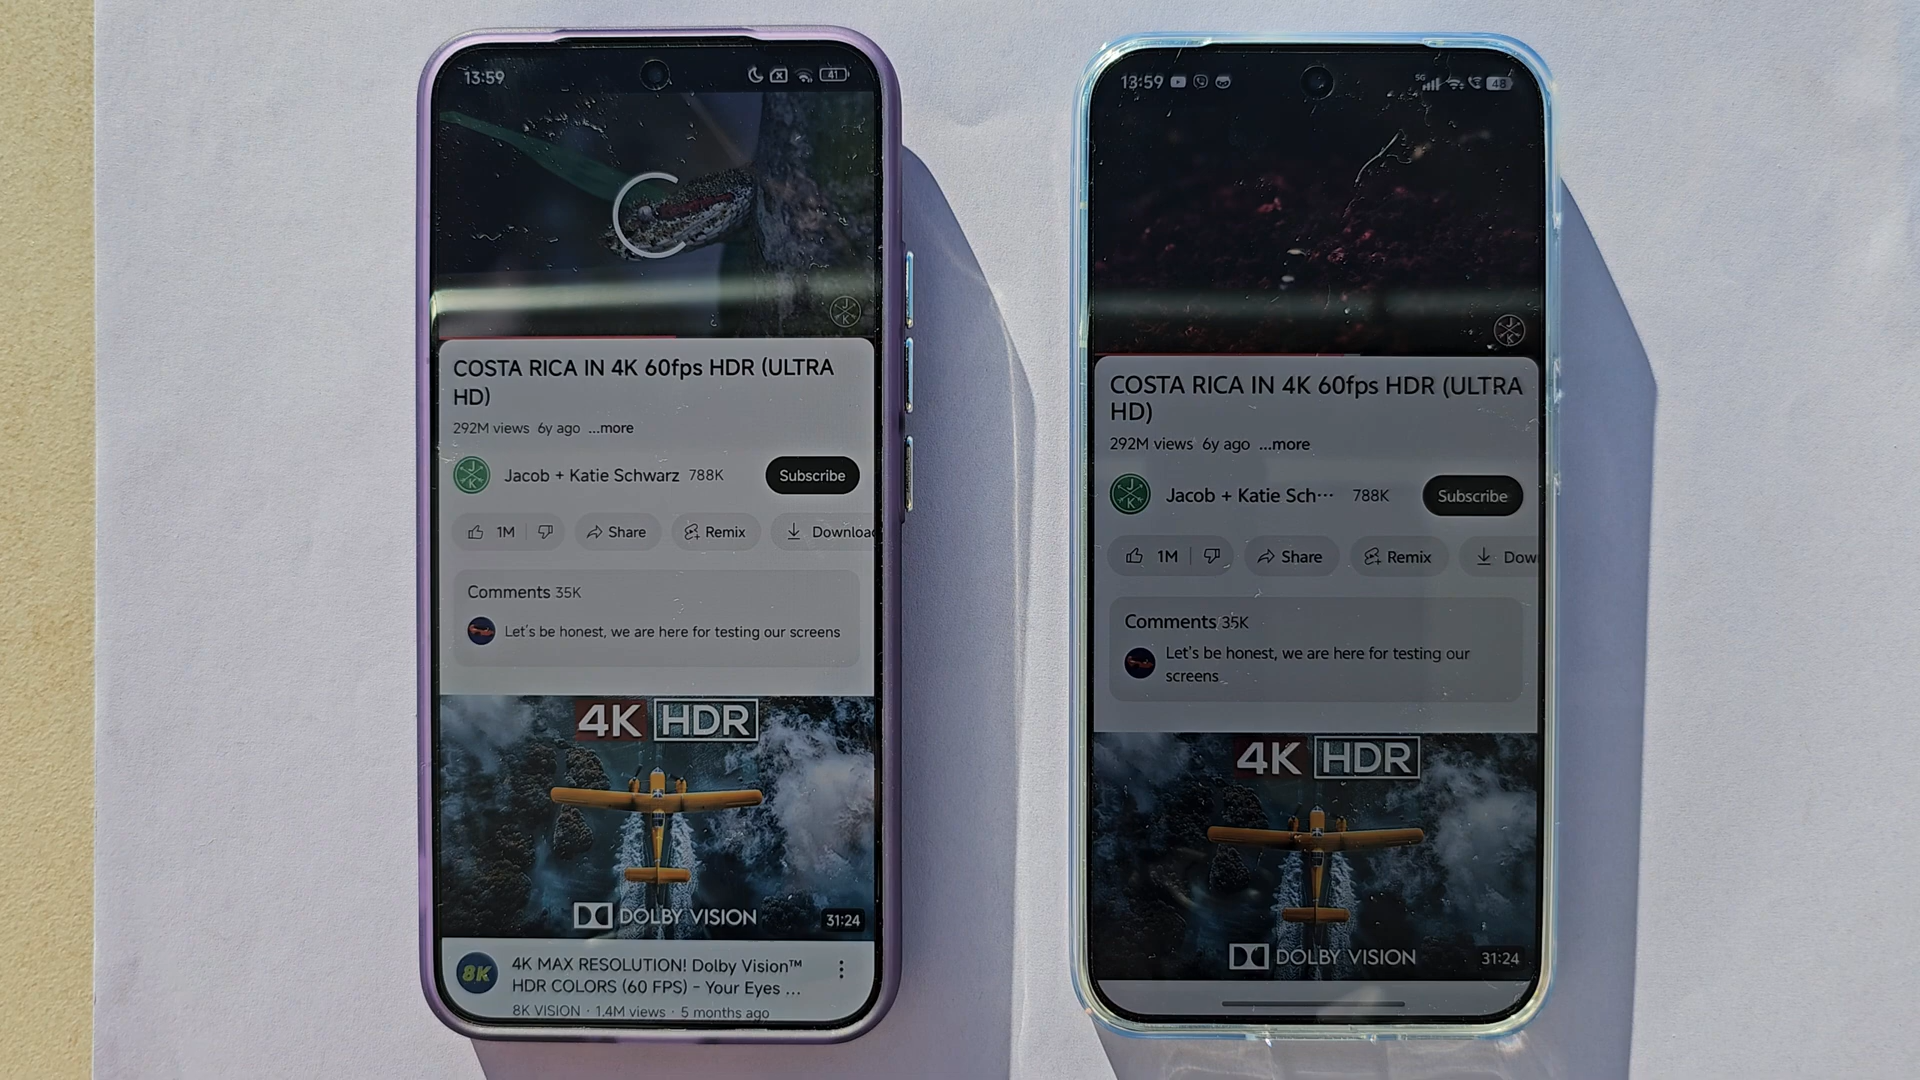 13:59
41
COSTA RICA IN 4K 60fps HDR (ULTRA
HD)
292M views 6y ago ...more
JK
Jacob + Katie Schwarz 788K
Subscribe
1M
Share
Remix
Download
Comments 35K
Let's be honest, we are here for testing our screens
4K HDR
DOLBY VISION
31:24
8K
4K MAX RESOLUTION! Dolby Vision™
HDR COLORS (60 FPS) - Your Eyes ...
8K VISION · 1.4M views · 5 months ago
13:59
5G
48
COSTA RICA IN 4K 60fps HDR (ULTRA
HD)
292M views 6y ago ...more
JK
Jacob + Katie Sch... 788K
Subscribe
1M
Share
Remix
Dow
Comments 35K
Let's be honest, we are here for testing our
screens
4K HDR
DOLBY VISION
31:24